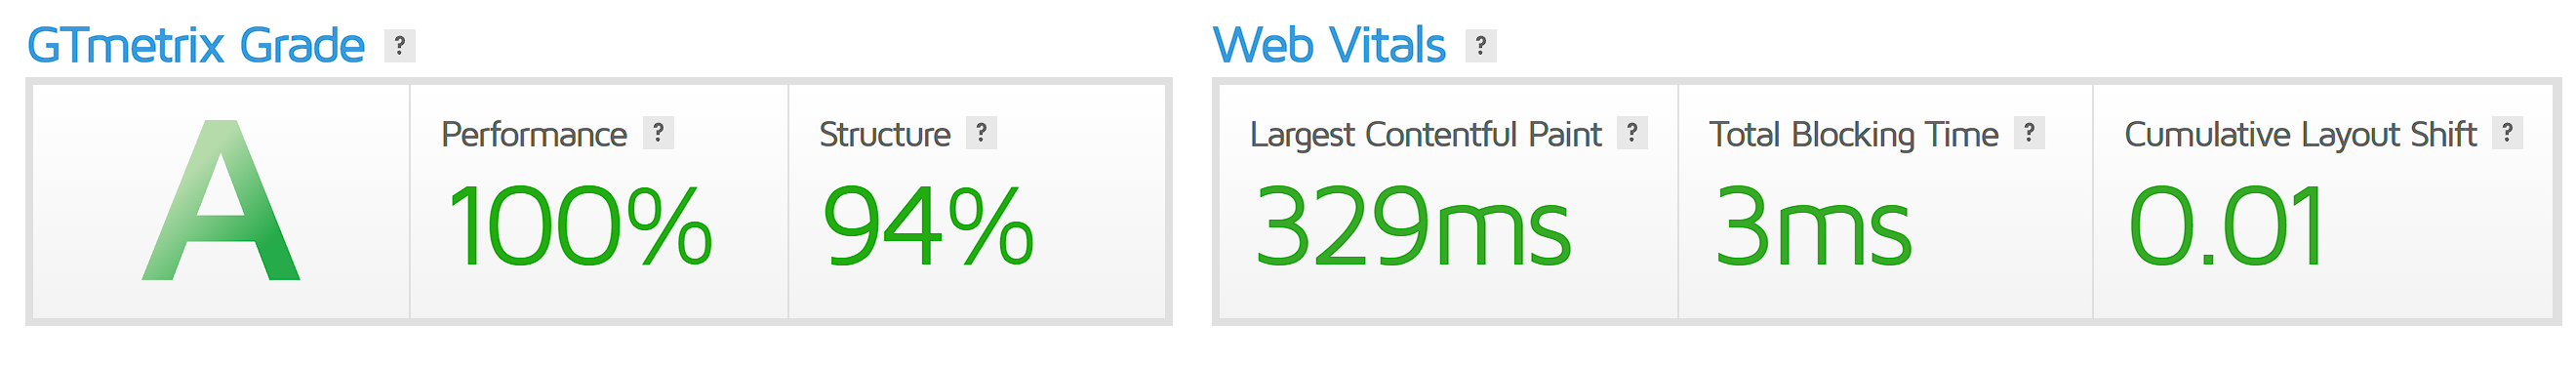 GTmetrix Grade ?
A
Performance ?
100%
Structure ?
94%
Web Vitals ?
Largest Contentful Paint ?
329ms
Total Blocking Time ?
3ms
Cumulative Layout Shift ?
0.01